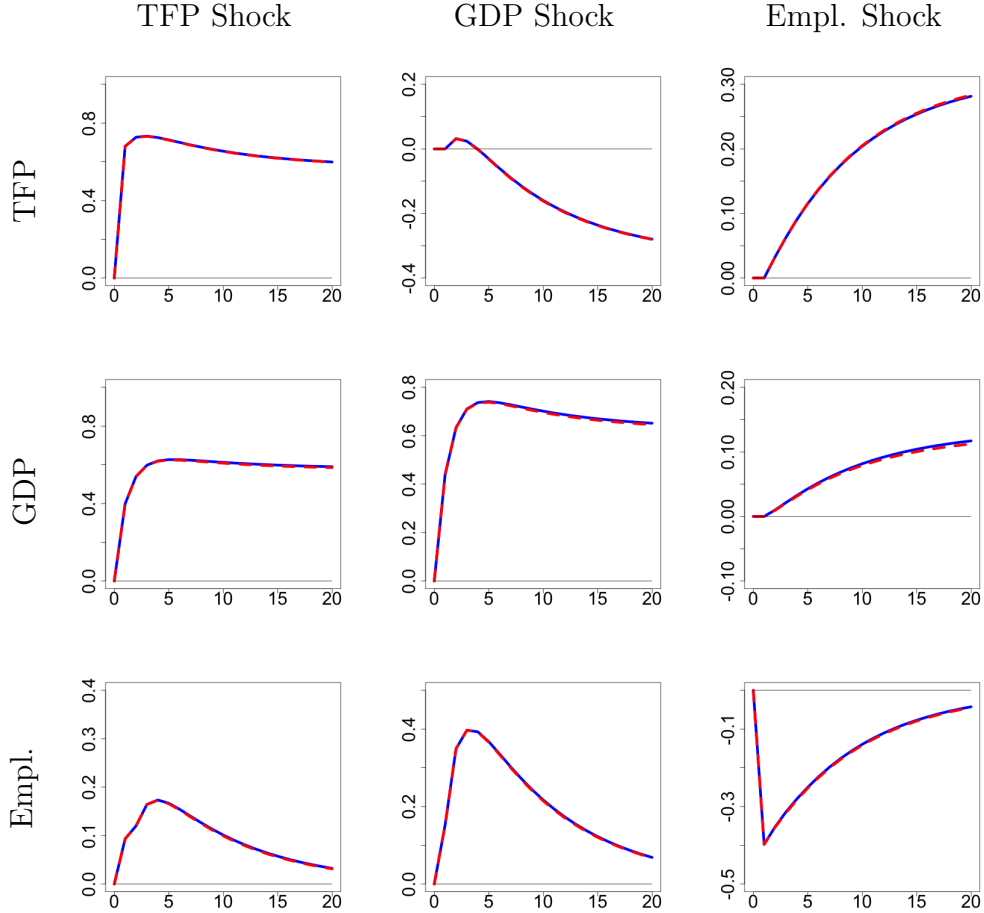 TFP Shock GDP Shock Empl. Shock
TFP
0.0 0.4 0.8
0 5 10 15 20
-0.4 -0.2 0.0 0.2
0 5 10 15 20
0.00 0.10 0.20 0.30
0 5 10 15 20
GDP
0.0 0.4 0.8
0 5 10 15 20
0.0 0.2 0.4 0.6 0.8
0 5 10 15 20
-0.10 0.00 0.10 0.20
0 5 10 15 20
Empl.
0.0 0.1 0.2 0.3 0.4
0 5 10 15 20
0.0 0.2 0.4
0 5 10 15 20
-0.5 -0.3 -0.1
0 5 10 15 20